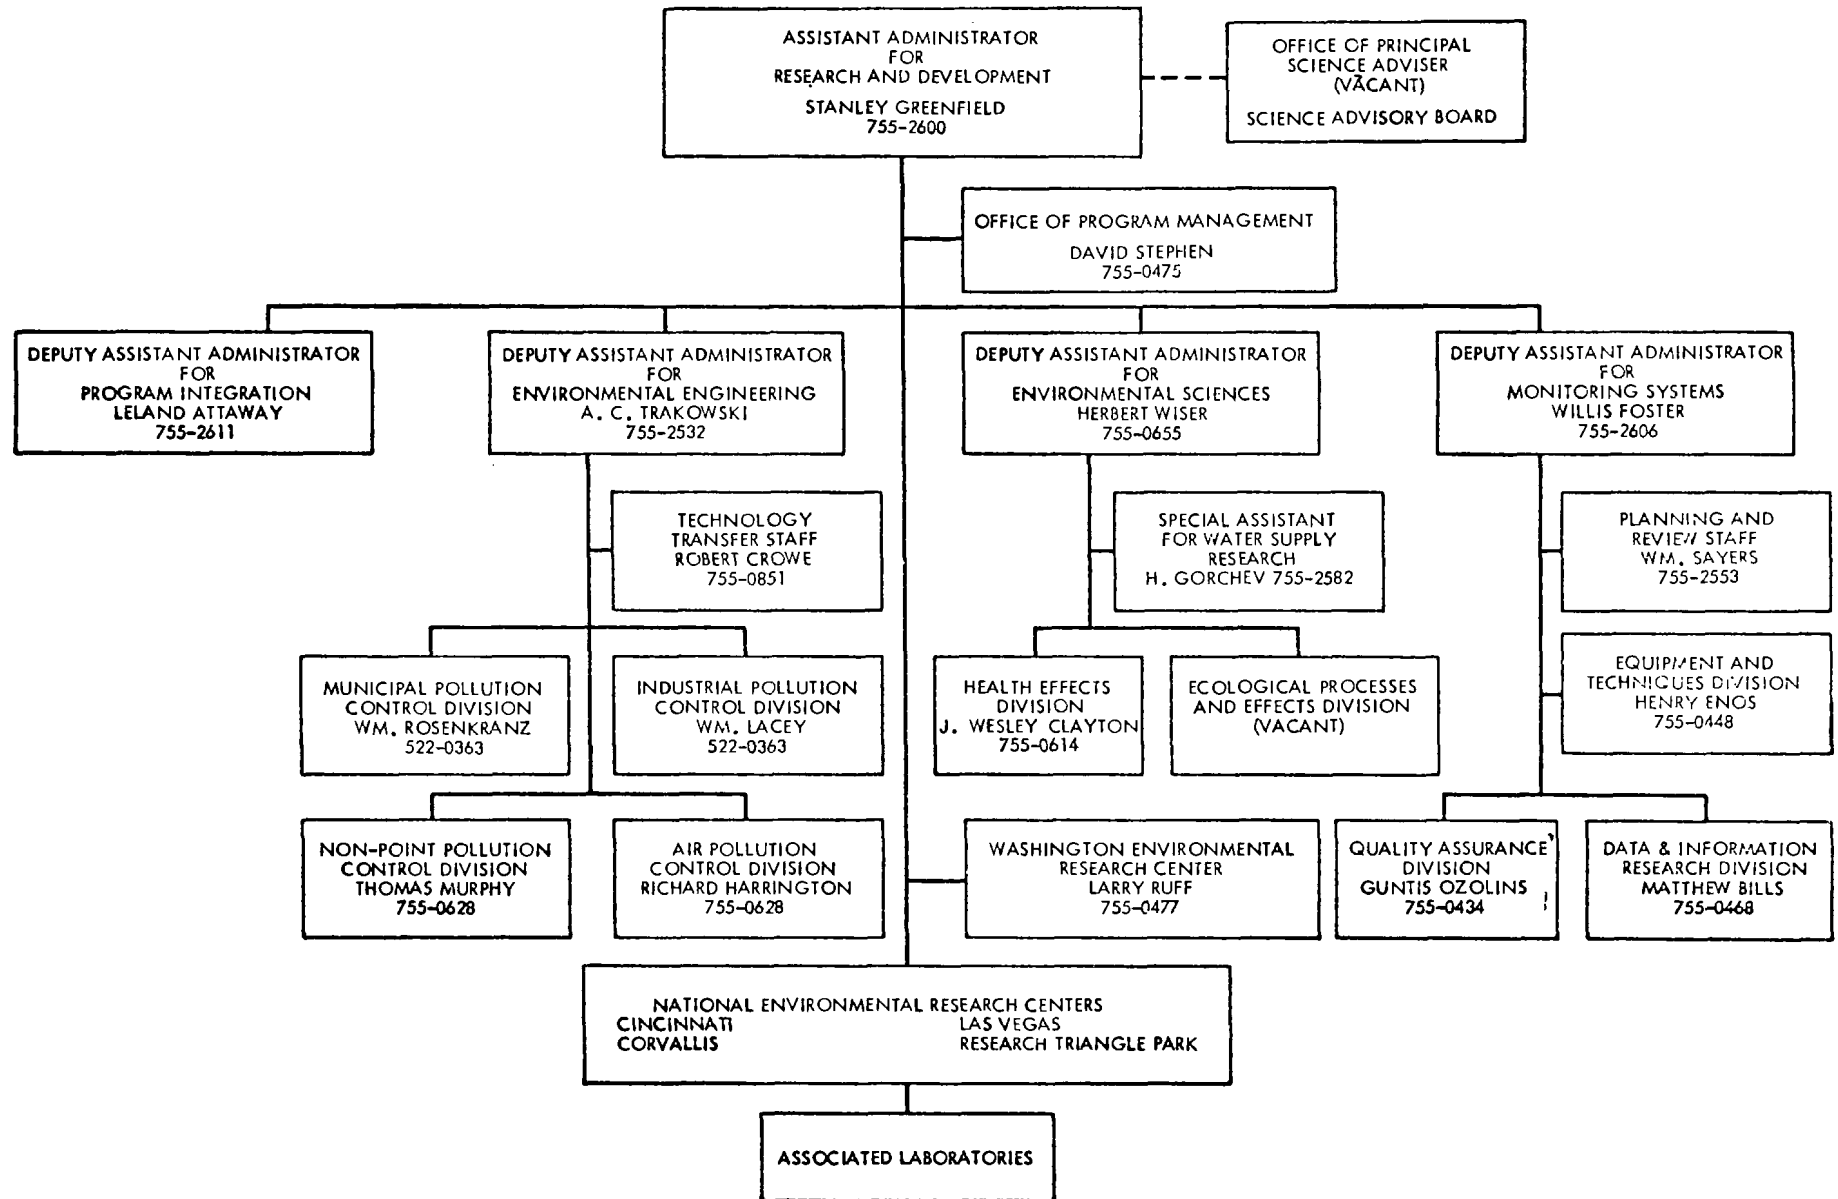 ASSISTANT ADMINISTRATOR
FOR
RESEARCH AND DEVELOPMENT
STANLEY GREENFIELD
755-2600
OFFICE OF PRINCIPAL
SCIENCE ADVISER
(VACANT)
SCIENCE ADVISORY BOARD
OFFICE OF PROGRAM MANAGEMENT
DAVID STEPHEN
755-0475
DEPUTY ASSISTANT ADMINISTRATOR
FOR
PROGRAM INTEGRATION
LELAND ATTAWAY
755-2611
DEPUTY ASSISTANT ADMINISTRATOR
FOR
ENVIRONMENTAL ENGINEERING
A. C. TRAKOWSKI
755-2532
DEPUTY ASSISTANT ADMINISTRATOR
FOR
ENVIRONMENTAL SCIENCES
HERBERT WISER
755-0655
DEPUTY ASSISTANT ADMINISTRATOR
FOR
MONITORING SYSTEMS
WILLIS FOSTER
755-2606
TECHNOLOGY
TRANSFER STAFF
ROBERT CROWE
755-0851
SPECIAL ASSISTANT
FOR WATER SUPPLY
RESEARCH
H. GORCHEV 755-2582
PLANNING AND
REVIEW STAFF
WM. SAYERS
755-2553
MUNICIPAL POLLUTION
CONTROL DIVISION
WM. ROSENKRANZ
522-0363
INDUSTRIAL POLLUTION
CONTROL DIVISION
WM. LACEY
522-0363
HEALTH EFFECTS
DIVISION
J. WESLEY CLAYTON
755-0614
ECOLOGICAL PROCESSES
AND EFFECTS DIVISION
(VACANT)
EQUIPMENT AND
TECHNIQUES DIVISION
HENRY ENOS
755-0448
NON-POINT POLLUTION
CONTROL DIVISION
THOMAS MURPHY
755-0628
AIR POLLUTION
CONTROL DIVISION
RICHARD HARRINGTON
755-0628
WASHINGTON ENVIRONMENTAL
RESEARCH CENTER
LARRY RUFF
755-0477
QUALITY ASSURANCE
DIVISION
GUNTIS OZOLINS
755-0434
DATA & INFORMATION
RESEARCH DIVISION
MATTHEW BILLS
755-0468
NATIONAL ENVIRONMENTAL RESEARCH CENTERS
CINCINNATI LAS VEGAS
CORVALLIS RESEARCH TRIANGLE PARK
ASSOCIATED LABORATORIES